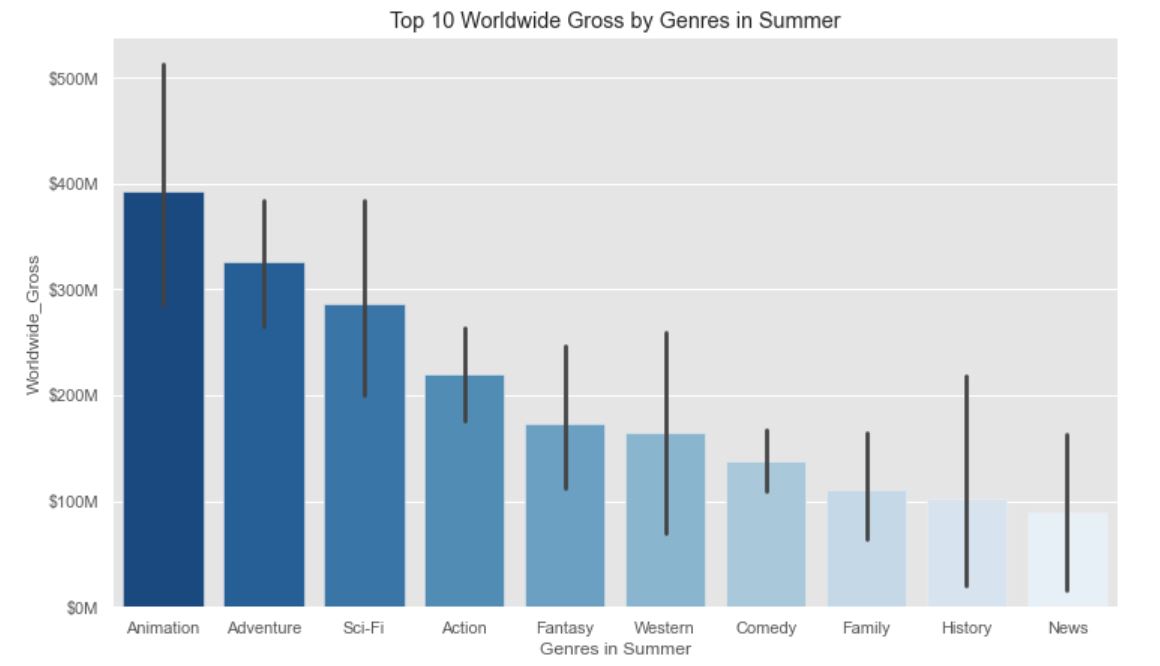 Top 10 Worldwide Gross by Genres in Summer
Worldwide_Gross
$500M
$400M
$300M
$200M
$100M
$0M
Animation Adventure Sci-Fi Action Fantasy Western Comedy Family History News
Genres in Summer